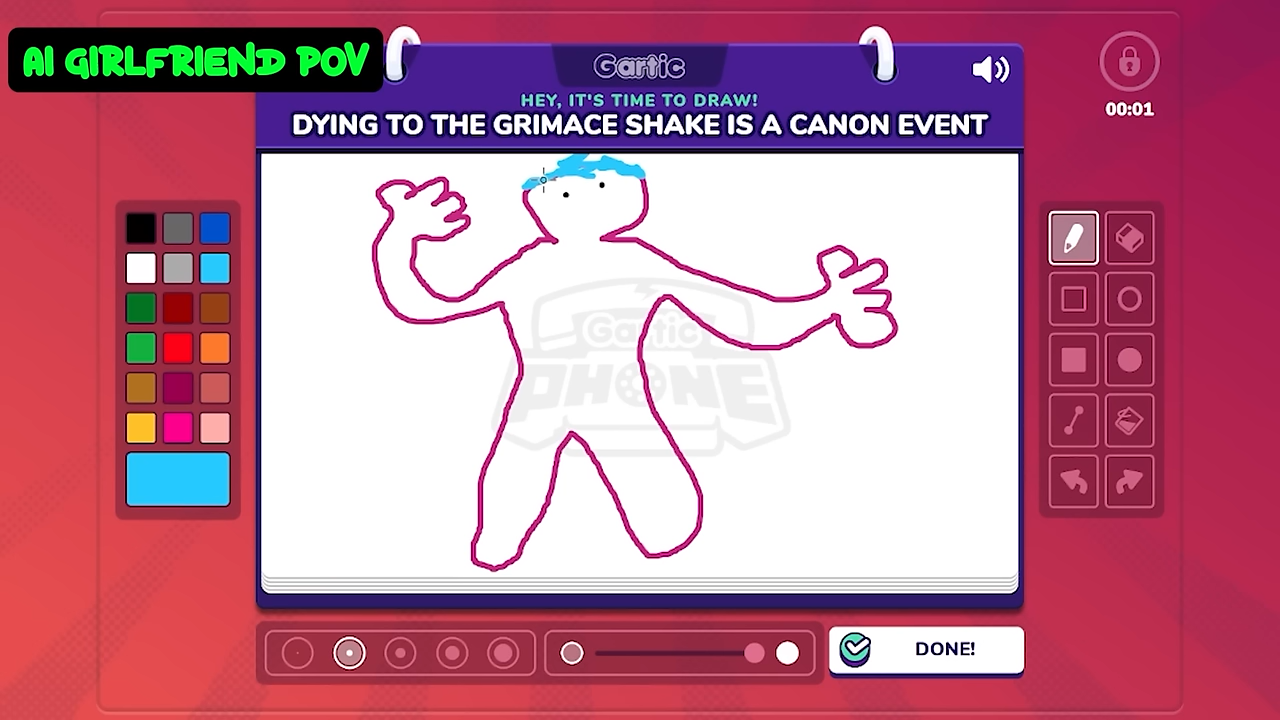 AI GIRLFRIEND POV
Gartic
HEY, IT'S TIME TO DRAW!
DYING TO THE GRIMACE SHAKE IS A CANON EVENT
00:01
Gartic
PHONE
DONE!